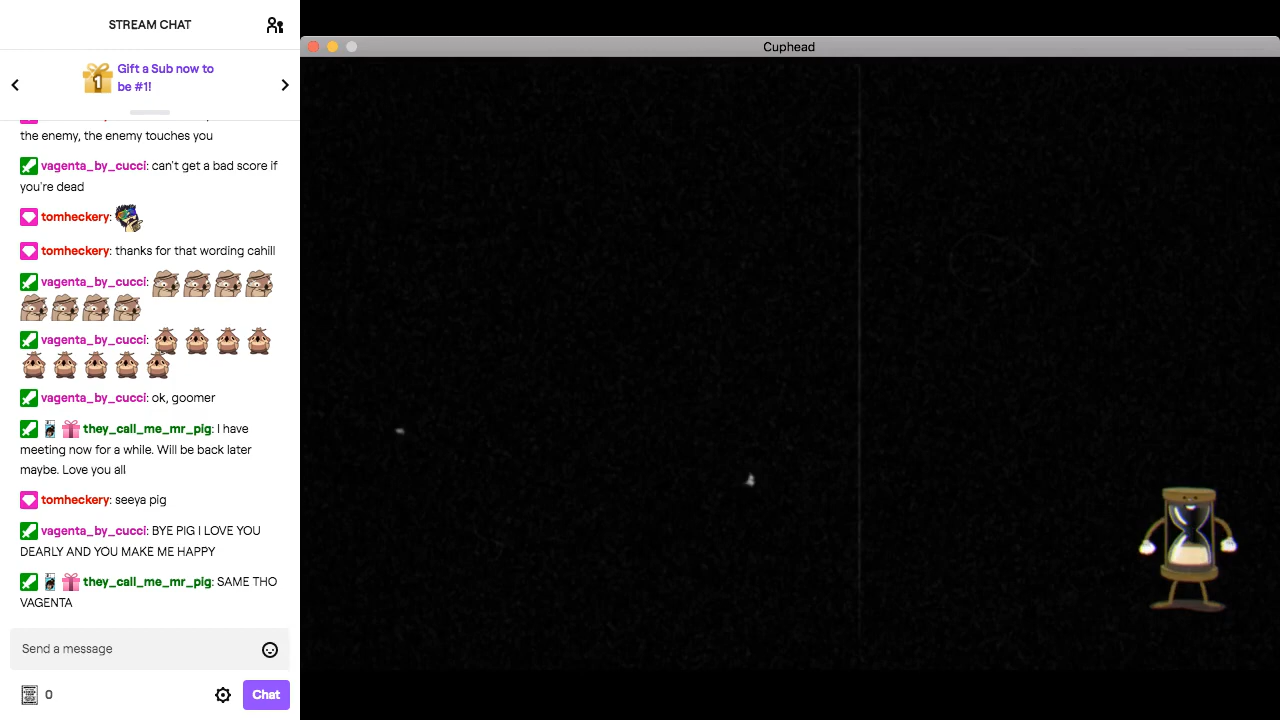 STREAM CHAT
Gift a Sub now to
be #1!
1
the enemy, the enemy touches you
vagenta_by_cucci: can't get a bad score if
you're dead
tomheckery:
tomheckery: thanks for that wording cahill
vagenta_by_cucci:
vagenta_by_cucci:
vagenta_by_cucci: ok, goomer
they_call_me_mr_pig: I have
meeting now for a while. Will be back later
maybe. Love you all
tomheckery: seeya pig
vagenta_by_cucci: BYE PIG I LOVE YOU
DEARLY AND YOU MAKE ME HAPPY
they_call_me_mr_pig: SAME THO
VAGENTA
Send a message
0
Chat
Cuphead